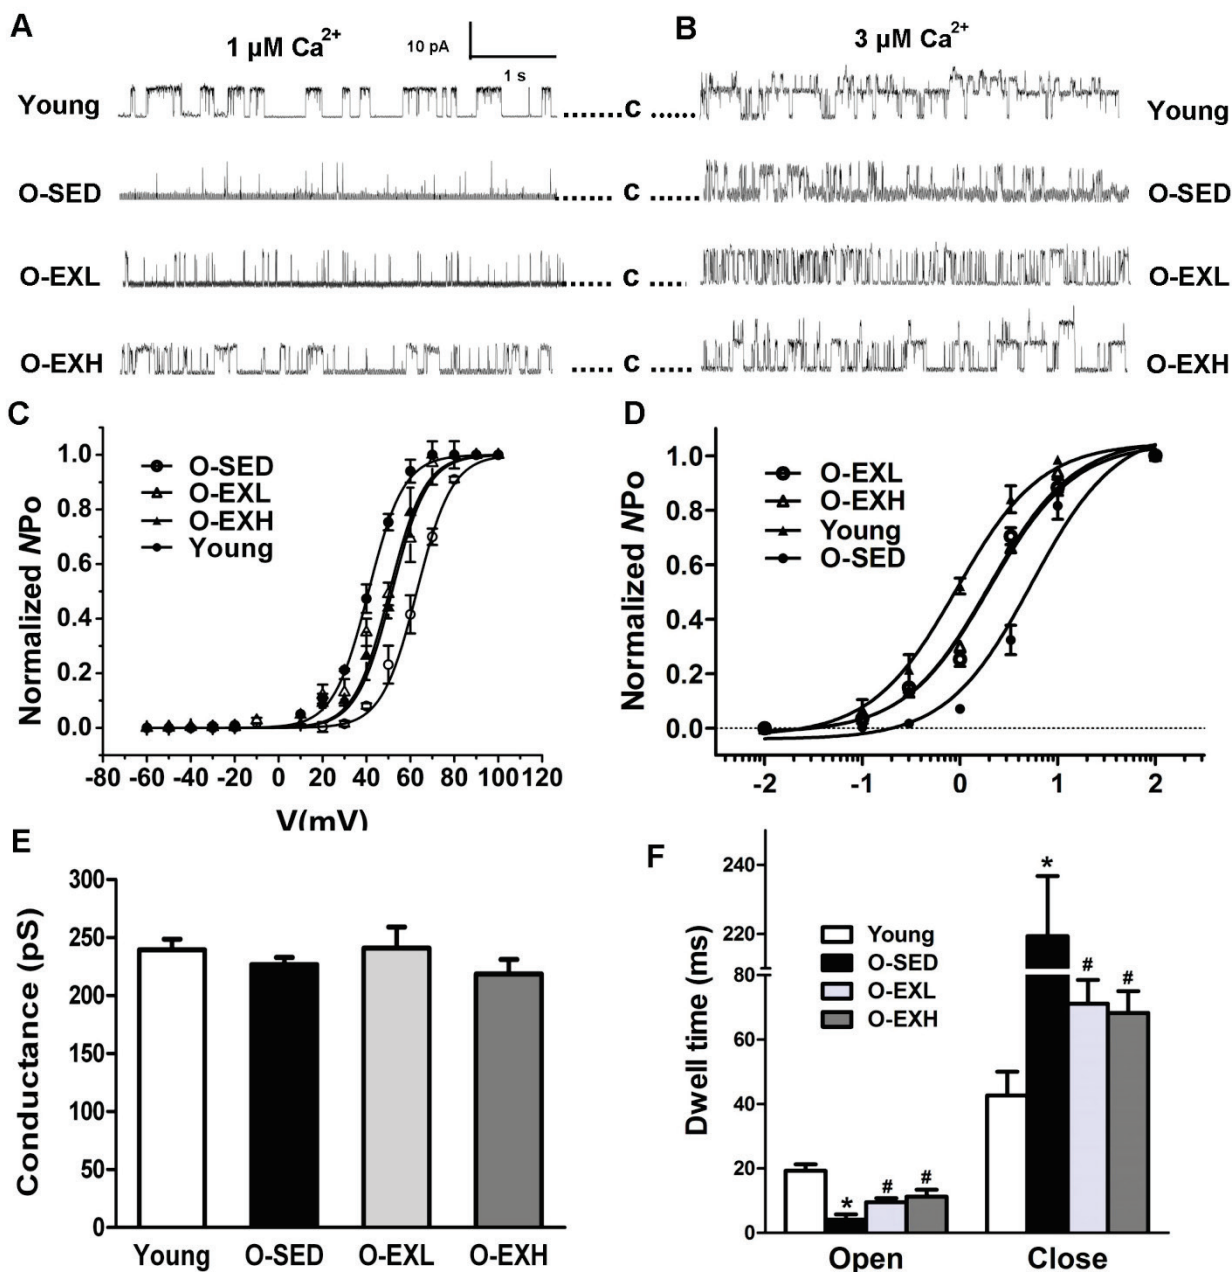 A
1 µM Ca2+
10 pA
1 s
B
3 µM Ca2+
Young
C
Young
O-SED
C
O-SED
O-EXL
C
O-EXL
O-EXH
C
O-EXH
C
Normalized NPo
1.0
0.8
0.6
0.4
0.2
0.0
O-SED
O-EXL
O-EXH
Young
-80 -60 -40 -20 0 20 40 60 80 100 120
V(mV)
D
Normalized NPo
1.0
0.8
0.6
0.4
0.2
0.0
O-EXL
O-EXH
Young
O-SED
-2 -1 0 1 2
E
Conductance (pS)
300
250
200
150
100
50
0
Young O-SED O-EXL O-EXH
F
Dwell time (ms)
240
220
80
60
40
20
0
Young
O-SED
O-EXL
O-EXH
* # #
* # #
Open Close